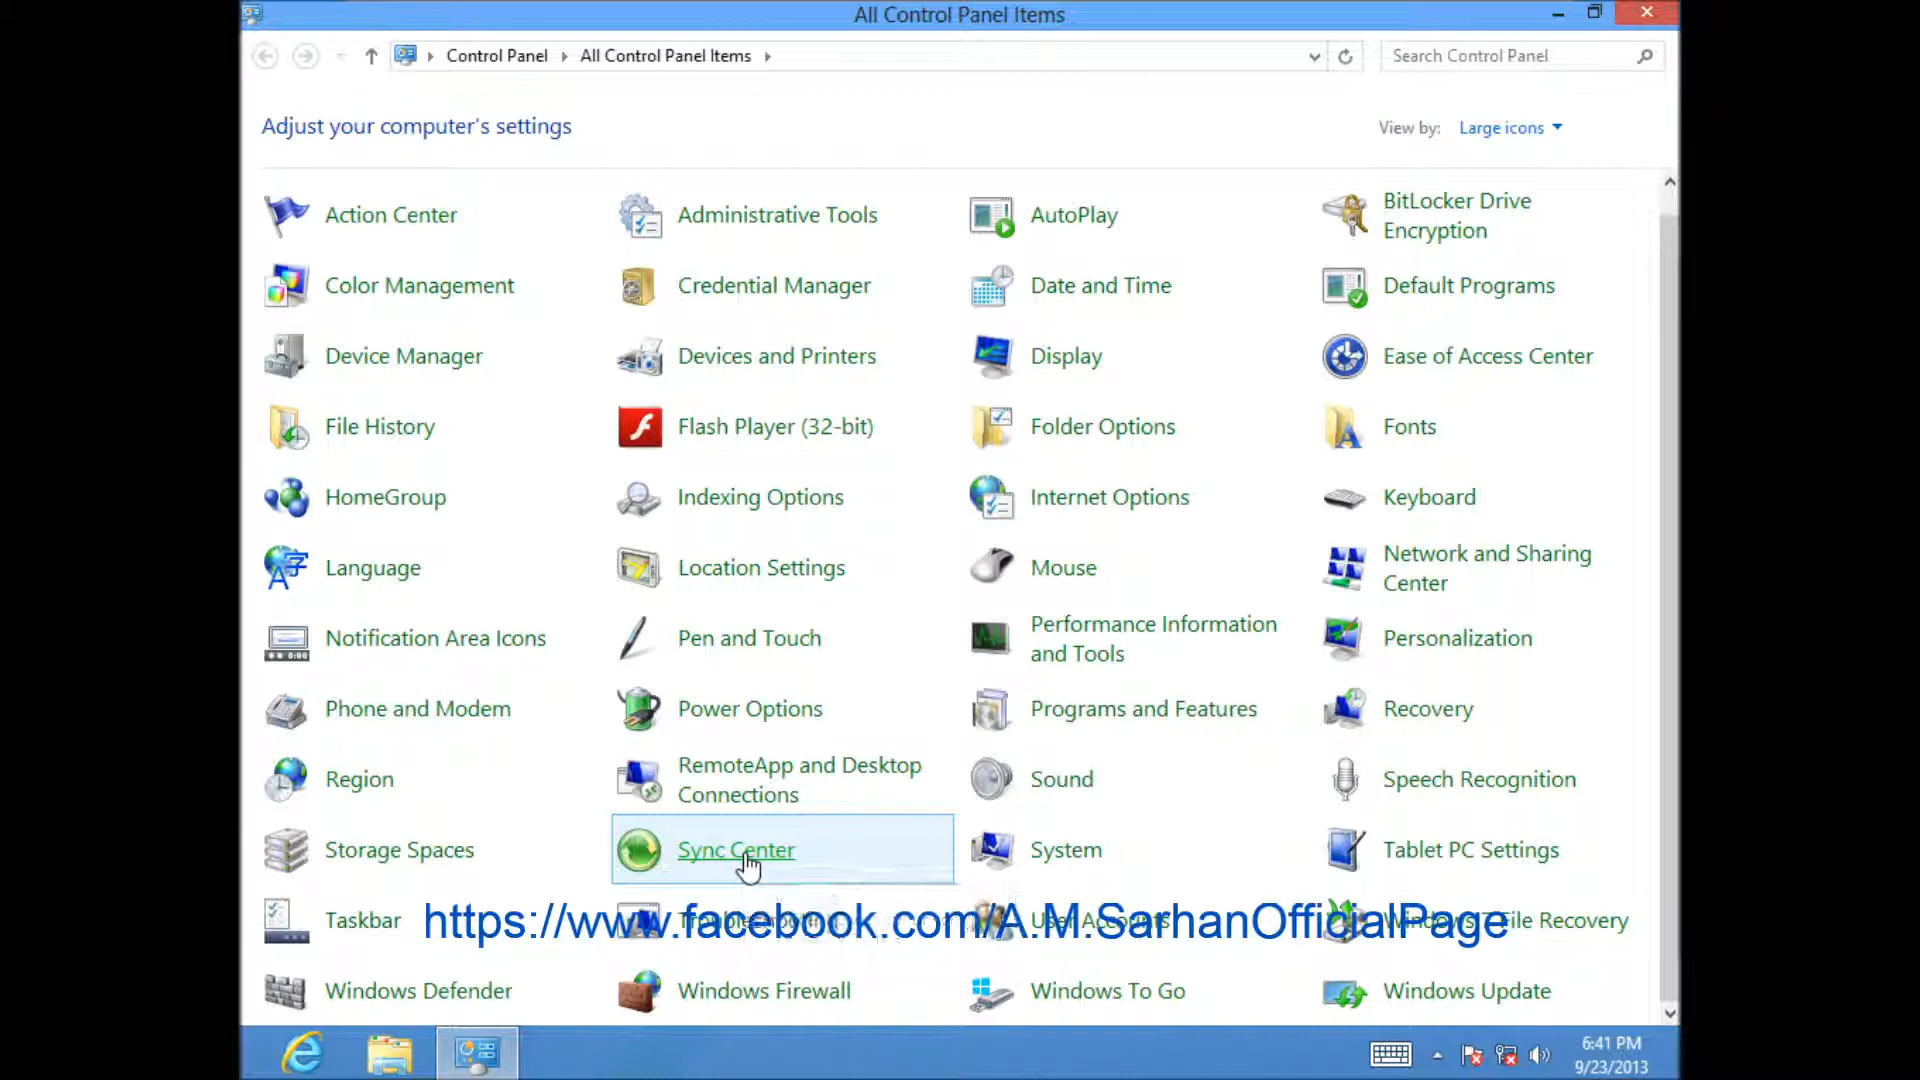 All Control Panel Items
Control Panel
All Control Panel Items
Search Control Panel
Adjust your computer's settings
View by:
Large icons
Action Center
Administrative Tools
AutoPlay
BitLocker Drive
Encryption
Color Management
Credential Manager
Date and Time
Default Programs
Device Manager
Devices and Printers
Display
Ease of Access Center
File History
Flash Player (32-bit)
Folder Options
Fonts
HomeGroup
Indexing Options
Internet Options
Keyboard
Language
Location Settings
Mouse
Network and Sharing
Center
Notification Area Icons
Pen and Touch
Performance Information
and Tools
Personalization
Phone and Modem
Power Options
Programs and Features
Recovery
Region
RemoteApp and Desktop
Connections
Sound
Speech Recognition
Storage Spaces
Sync Center
System
Tablet PC Settings
Taskbar
https://www.facebook.com/A.M.SarhanOfficialPage
Troubleshooting
User Accounts
Windows 7 File Recovery
Windows Defender
Windows Firewall
Windows To Go
Windows Update
6:41 PM
9/23/2013